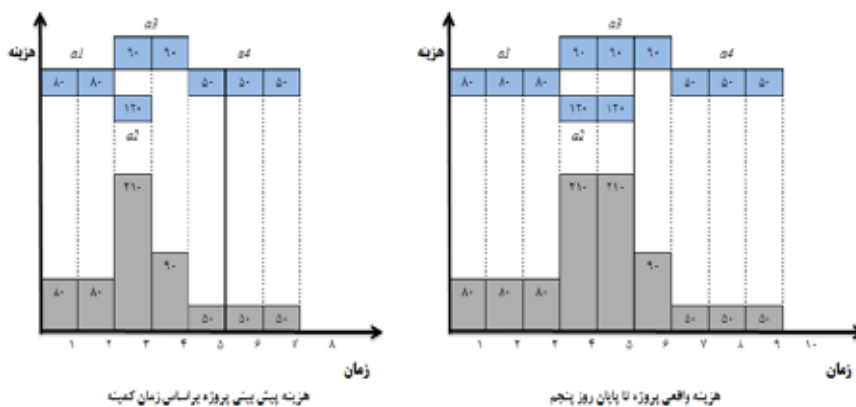 a3
هزینه
a1
۹۰ ۹۰
a4
۸۰ ۸۰ ۵۰ ۵۰ ۵۰
۱۲۰
a2
۲۱۰
۹۰
۸۰ ۸۰ ۵۰ ۵۰ ۵۰
۱ ۲ ۳ ۴ ۵ ۶ ۷ ۸
زمان
هزینه پیش بینی پروژه براساس زمان کمینه
a3
هزینه
a1
۹۰ ۹۰ ۹۰
a4
۸۰ ۸۰ ۸۰ ۵۰ ۵۰ ۵۰
۱۲۰ ۱۲۰
a2
۲۱۰ ۲۱۰
۹۰
۸۰ ۸۰ ۸۰ ۵۰ ۵۰ ۵۰
۱ ۲ ۳ ۴ ۵ ۶ ۷ ۸ ۹ ۱۰
زمان
هزینه واقعی پروژه تا پایان روز پنجم